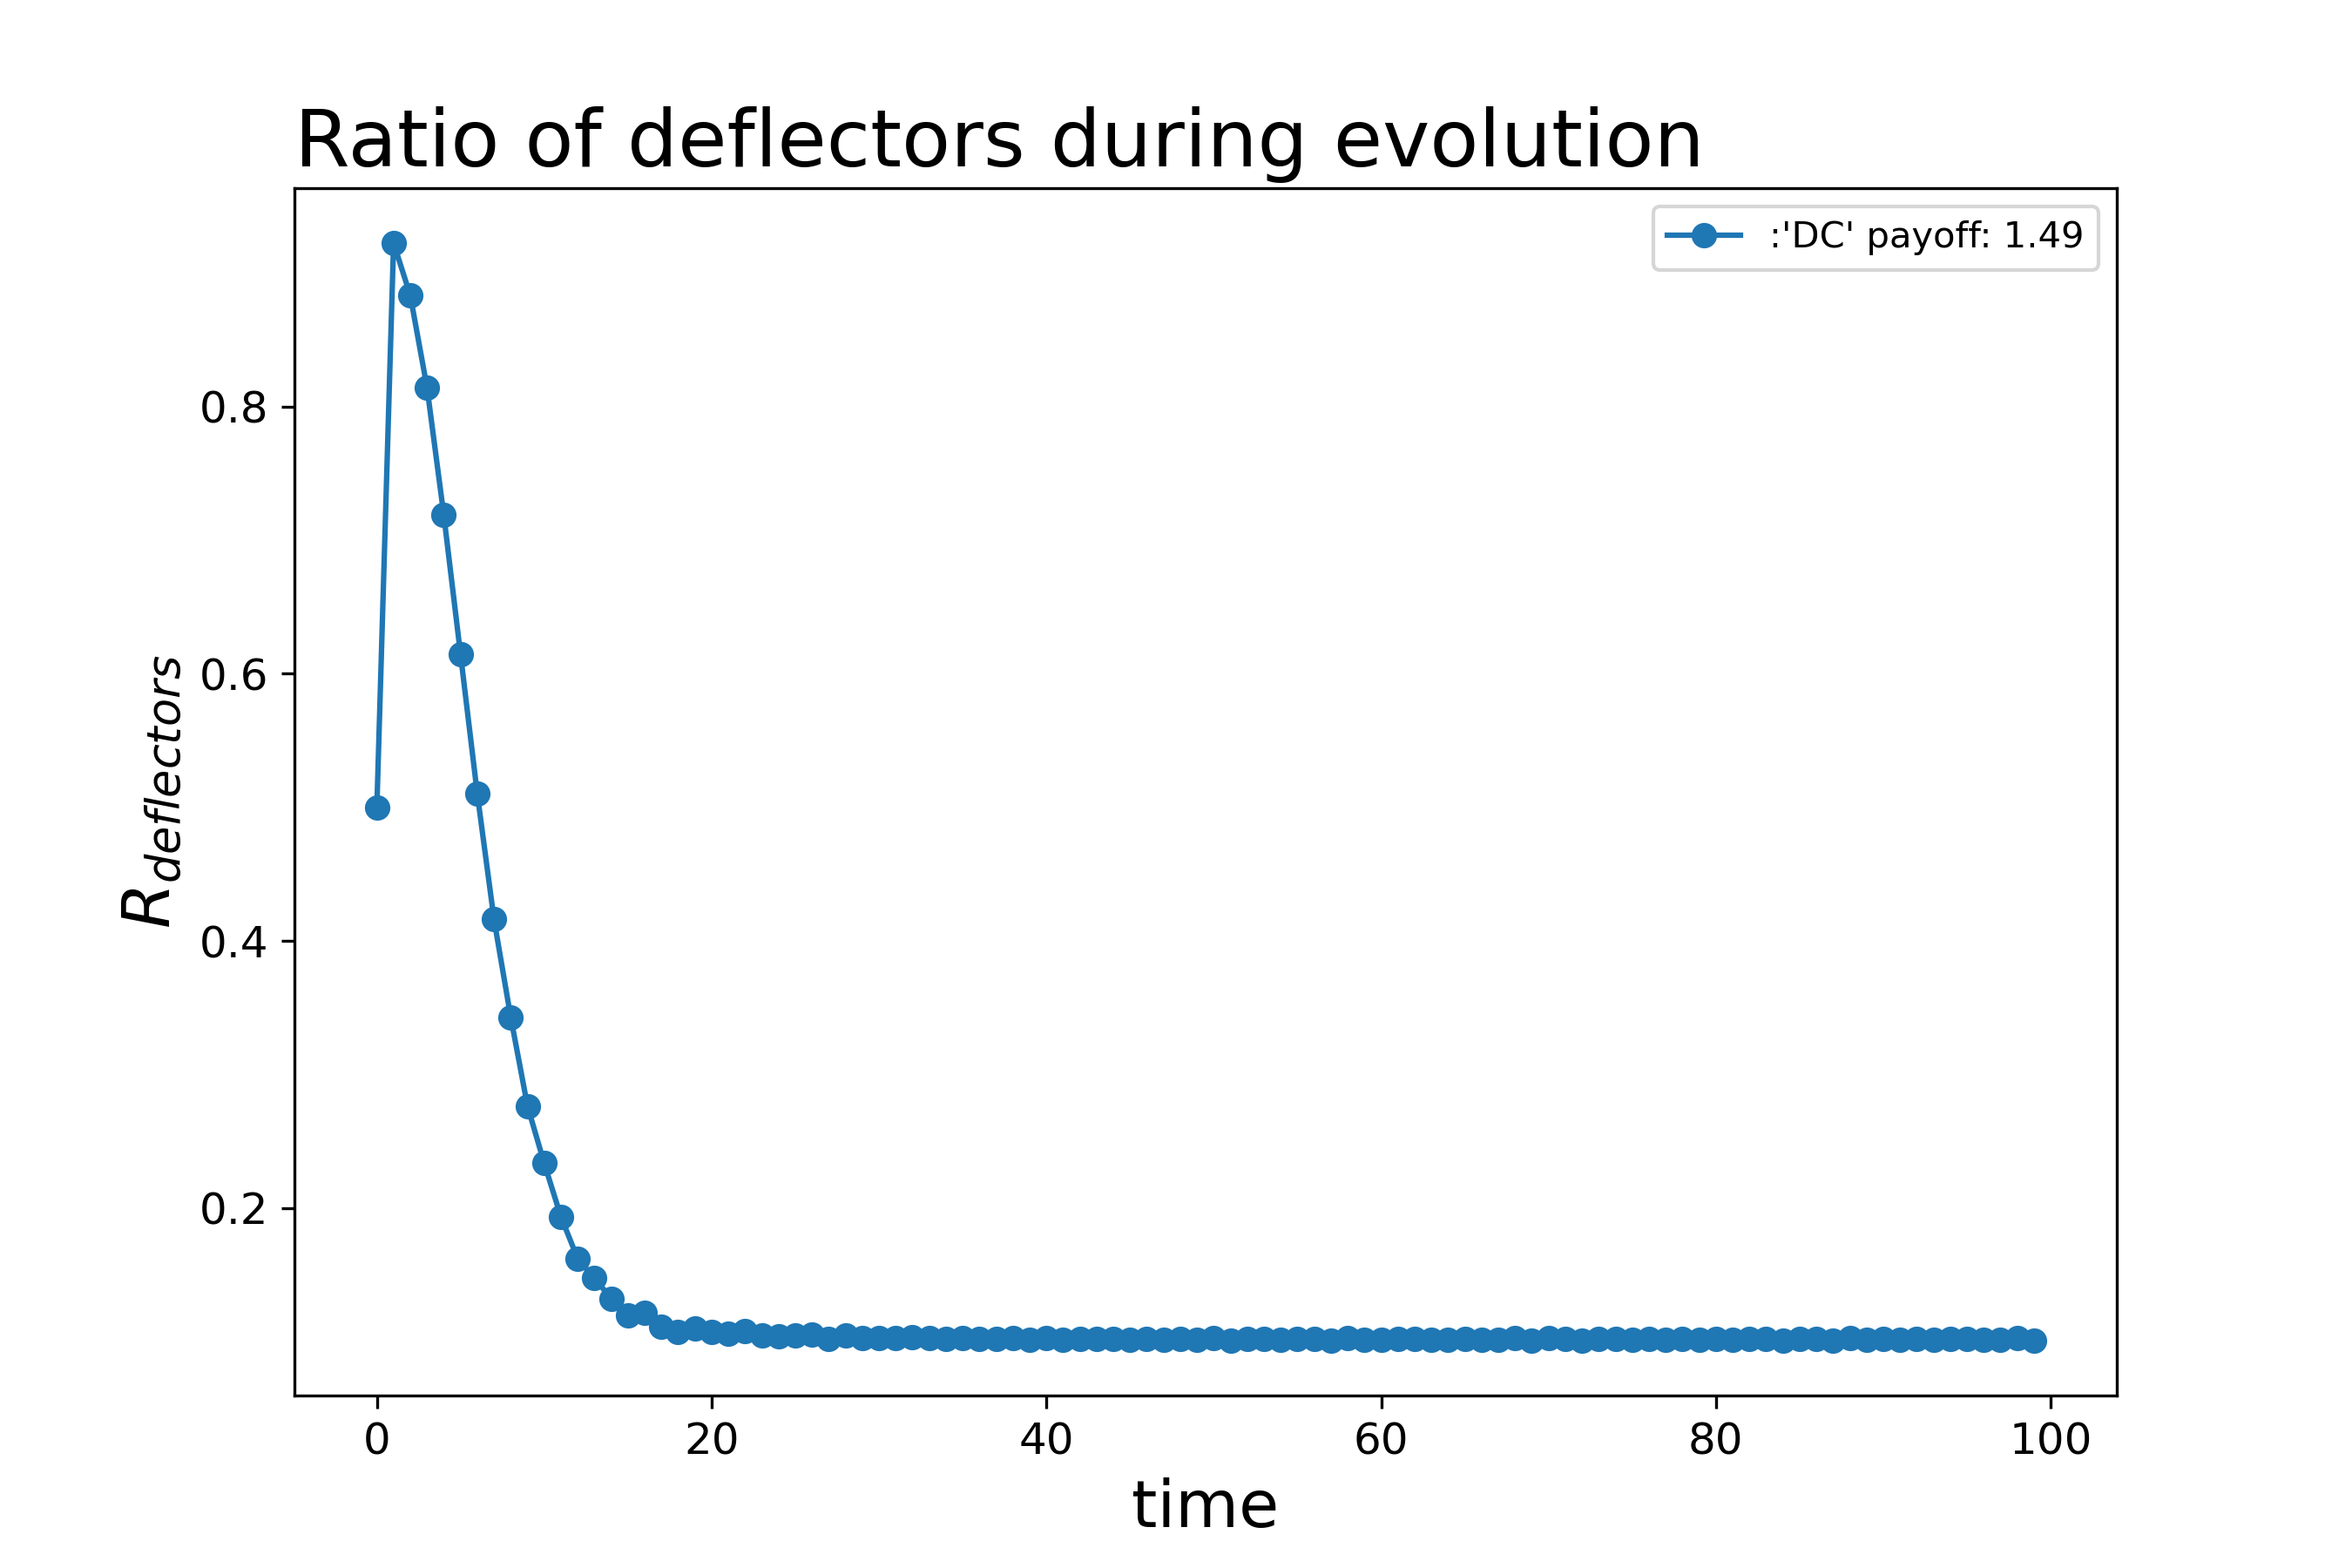 Ratio of deflectors during evolution
:'DC' payoff: 1.49
R_deflectors
0.8
0.6
0.4
0.2
0 20 40 60 80 100
time